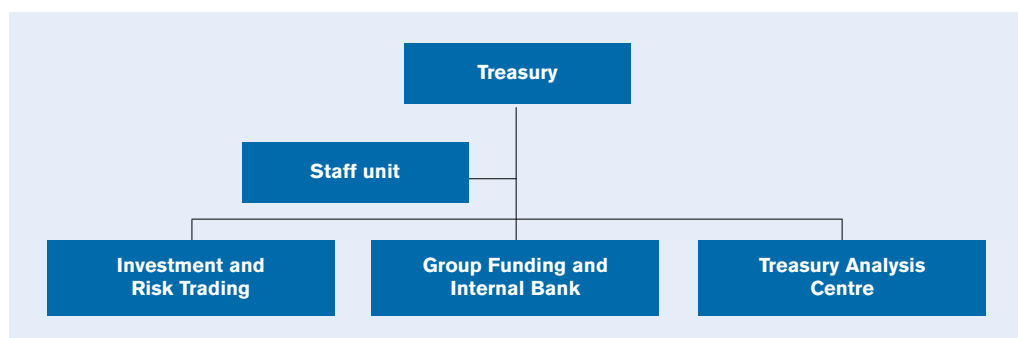 Treasury
Staff unit
Investment and
Risk Trading
Group Funding and
Internal Bank
Treasury Analysis
Centre